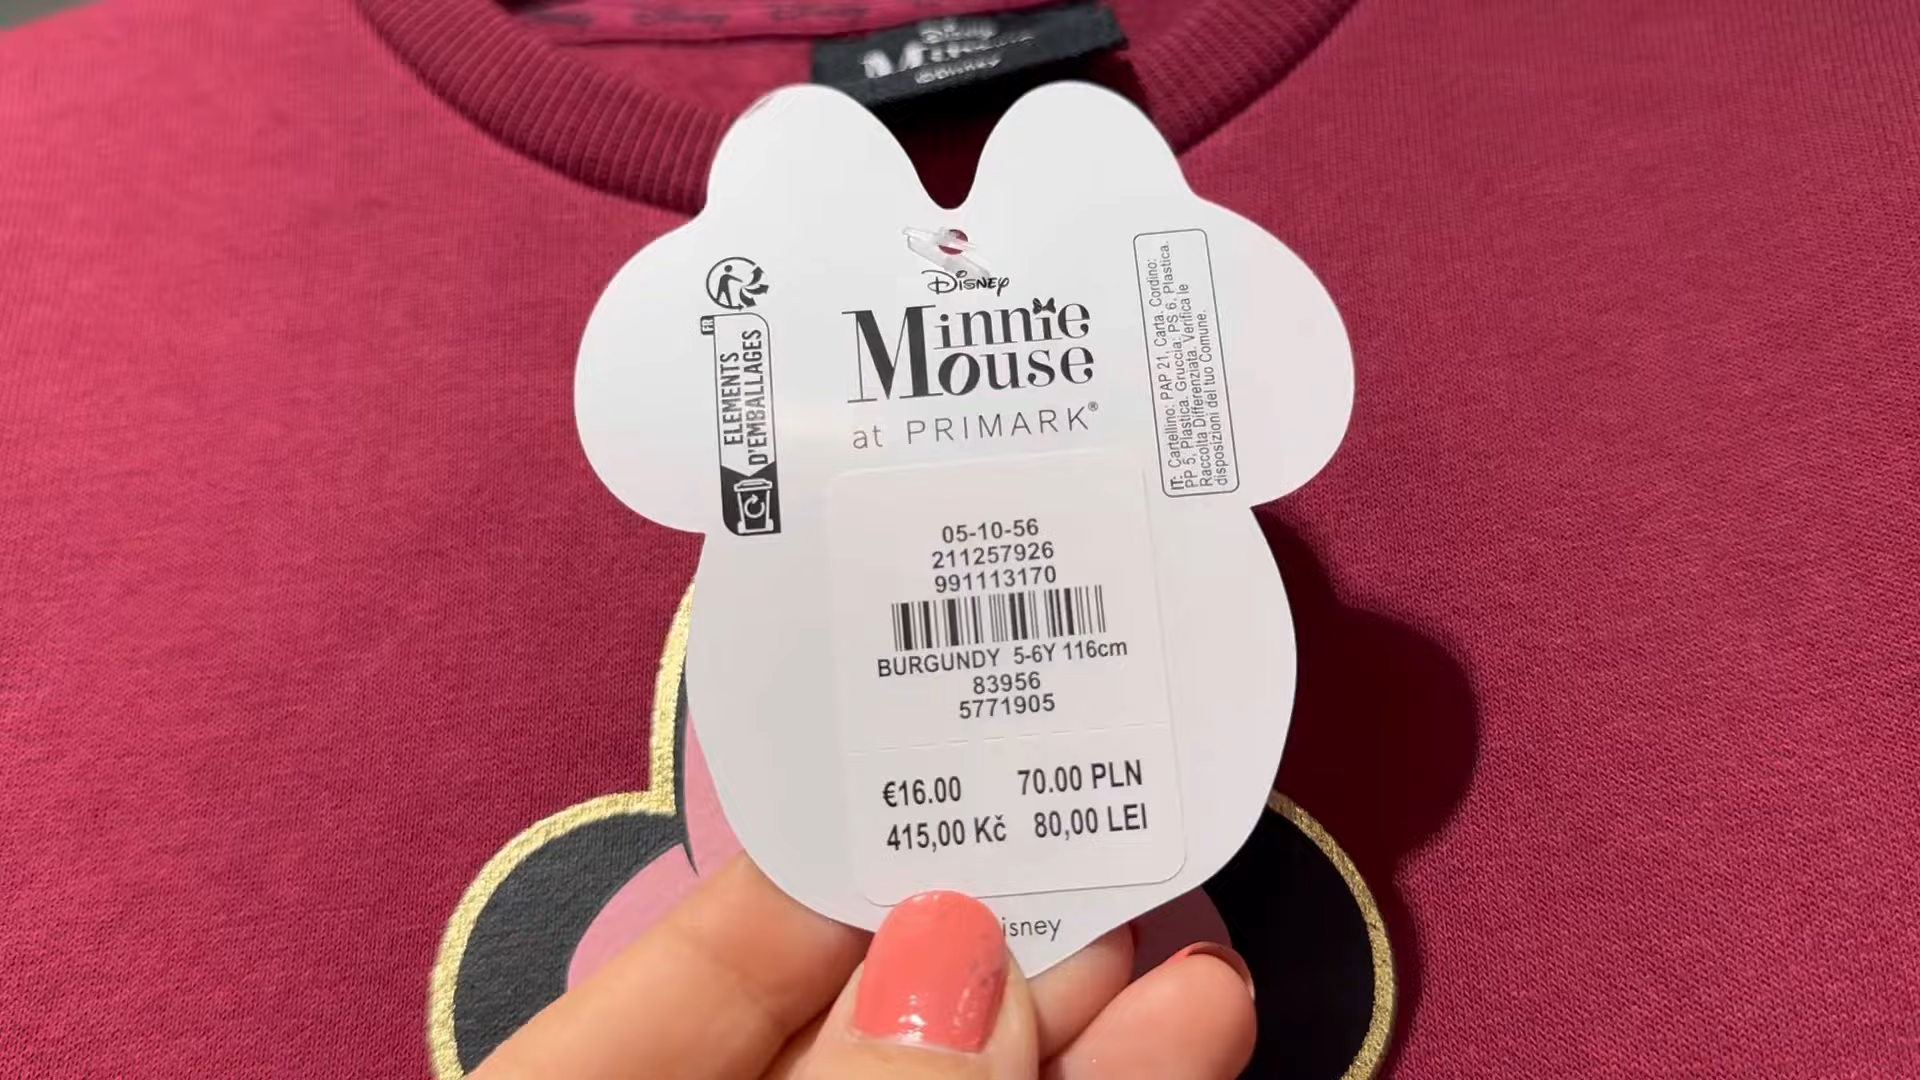 Disney
Minnie
Mouse
at PRIMARK®
FR
ELEMENTS
D'EMBALLAGES
IT: Cartellino: PAP 21, Carta. Cordino:
PP 5, Plastica. Gruccia: PS 6, Plastica.
Raccolta Differenziata. Verifica le
disposizioni del tuo Comune.
05-10-56
211257926
991113170
BURGUNDY 5-6Y 116cm
83956
5771905
€16.00 70.00 PLN
415,00 Kč 80,00 LEI
isney